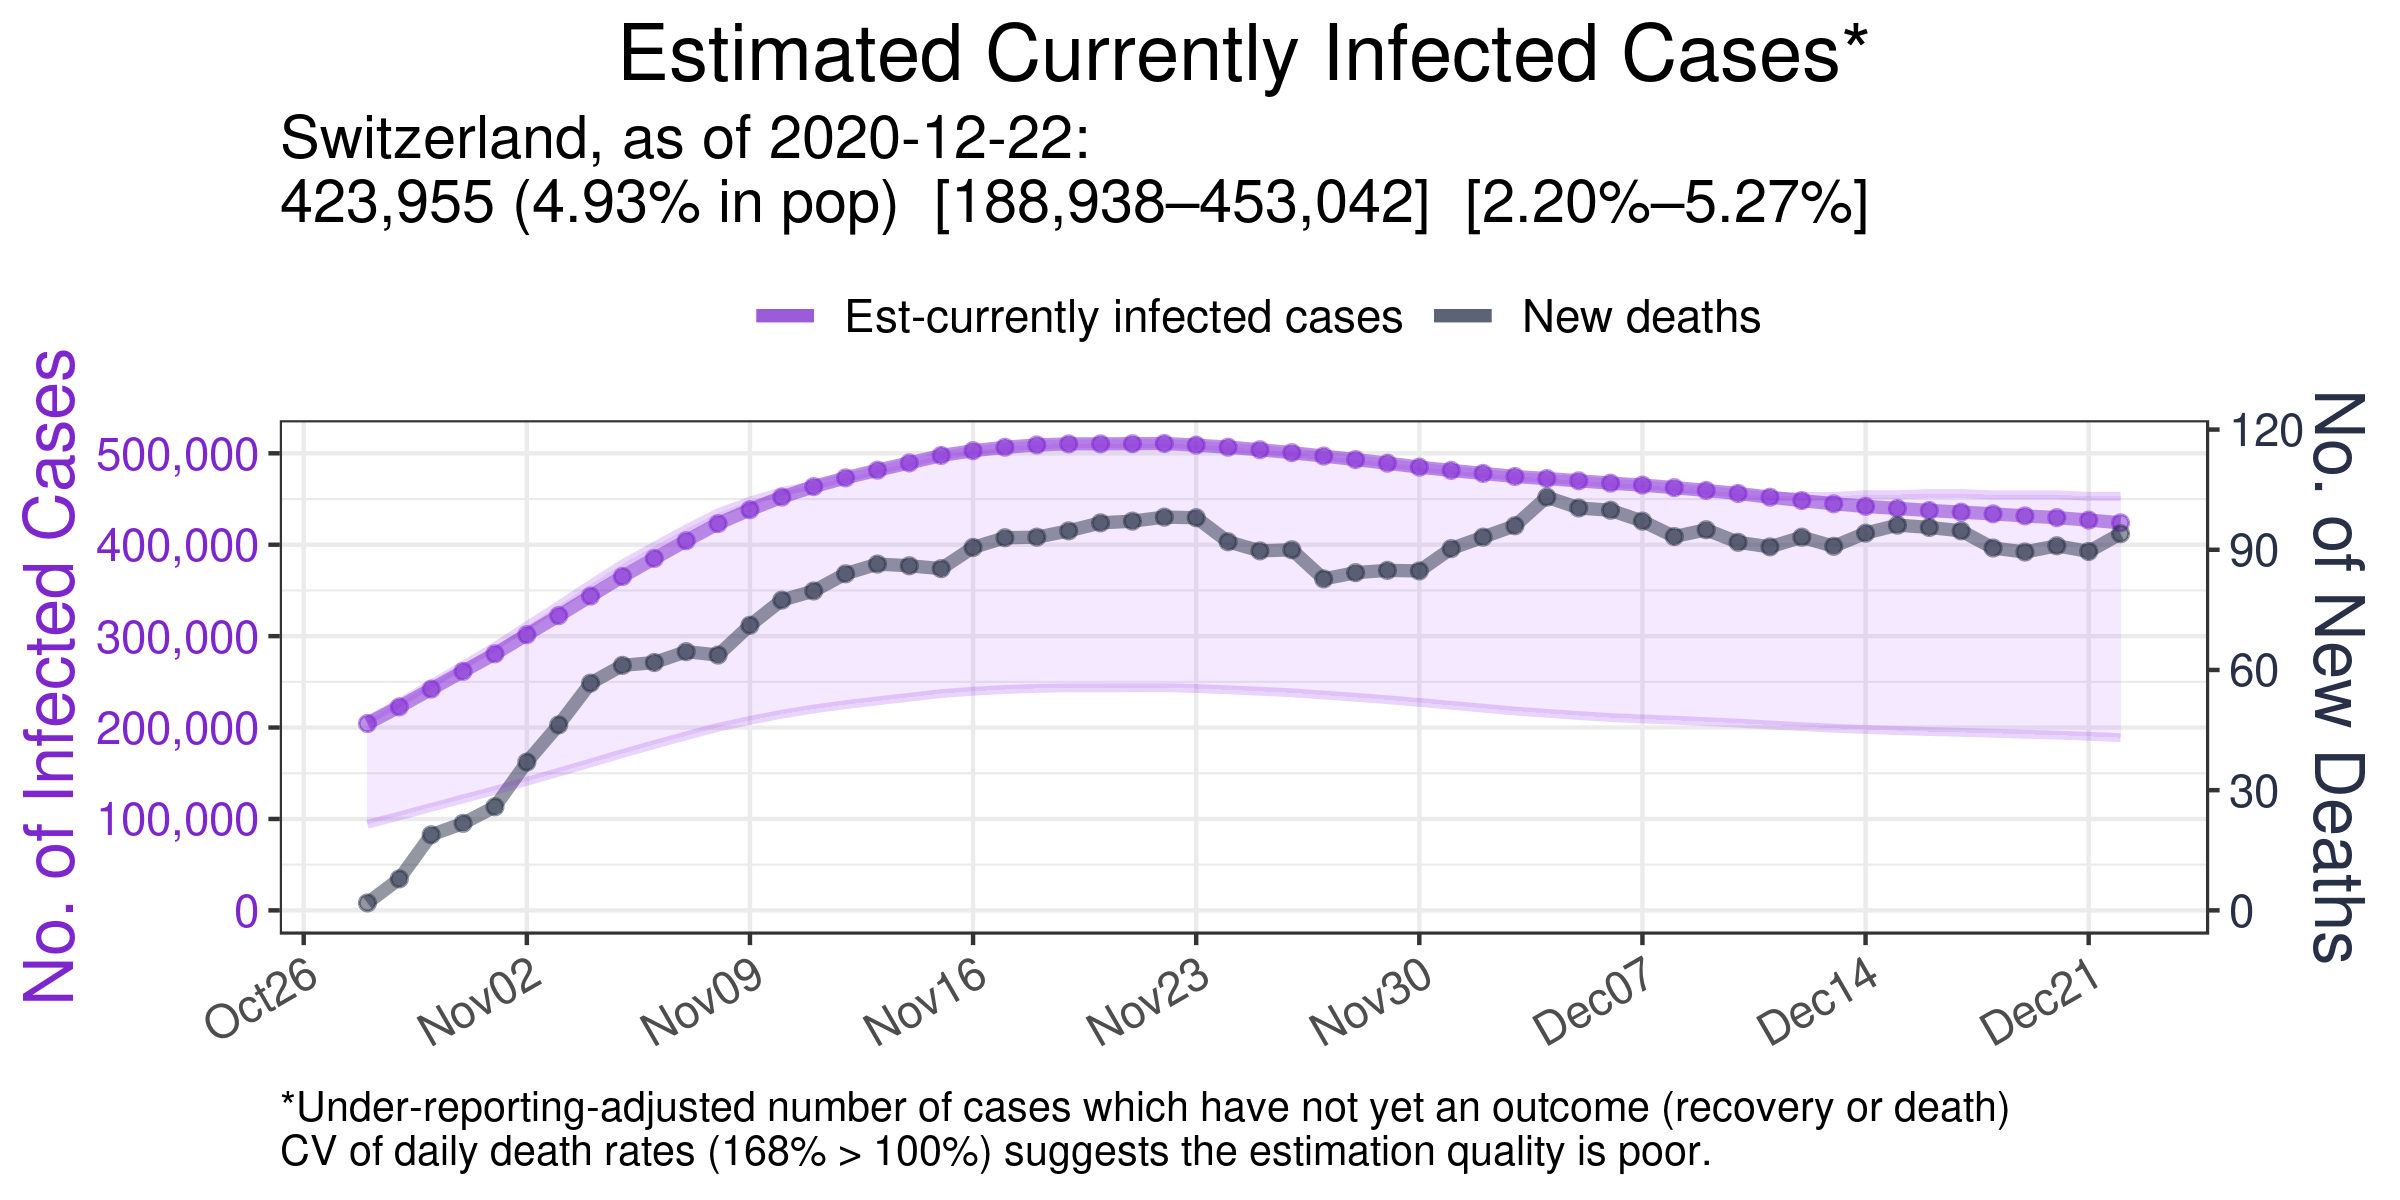 Estimated Currently Infected Cases*
Switzerland, as of 2020-12-22:
423,955 (4.93% in pop)  [188,938–453,042]  [2.20%–5.27%]
Est-currently infected cases
New deaths
No. of Infected Cases
500,000
400,000
300,000
200,000
100,000
0
120
90
60
30
0
No. of New Deaths
Oct26
Nov02
Nov09
Nov16
Nov23
Nov30
Dec07
Dec14
Dec21
*Under-reporting-adjusted number of cases which have not yet an outcome (recovery or death)
CV of daily death rates (168% > 100%) suggests the estimation quality is poor.